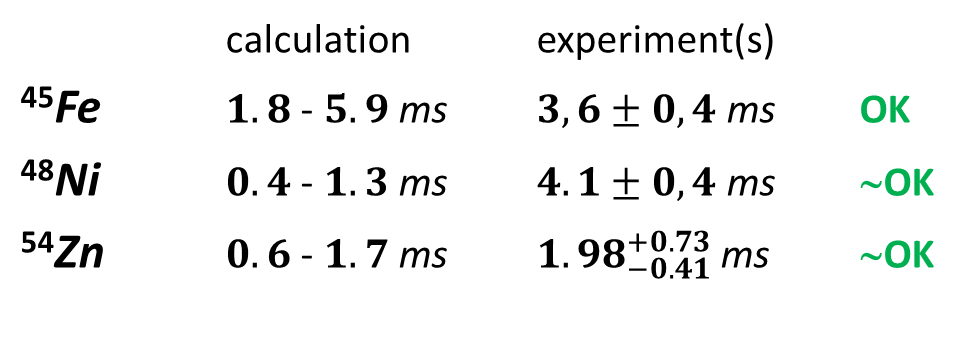 calculation experiment(s)
⁴⁵Fe 1.8 - 5.9 ms 3,6 ± 0,4 ms OK
⁴⁸Ni 0.4 - 1.3 ms 4.1 ± 0,4 ms ~OK
⁵⁴Zn 0.6 - 1.7 ms 1.98 +0.73 −0.41 ms ~OK